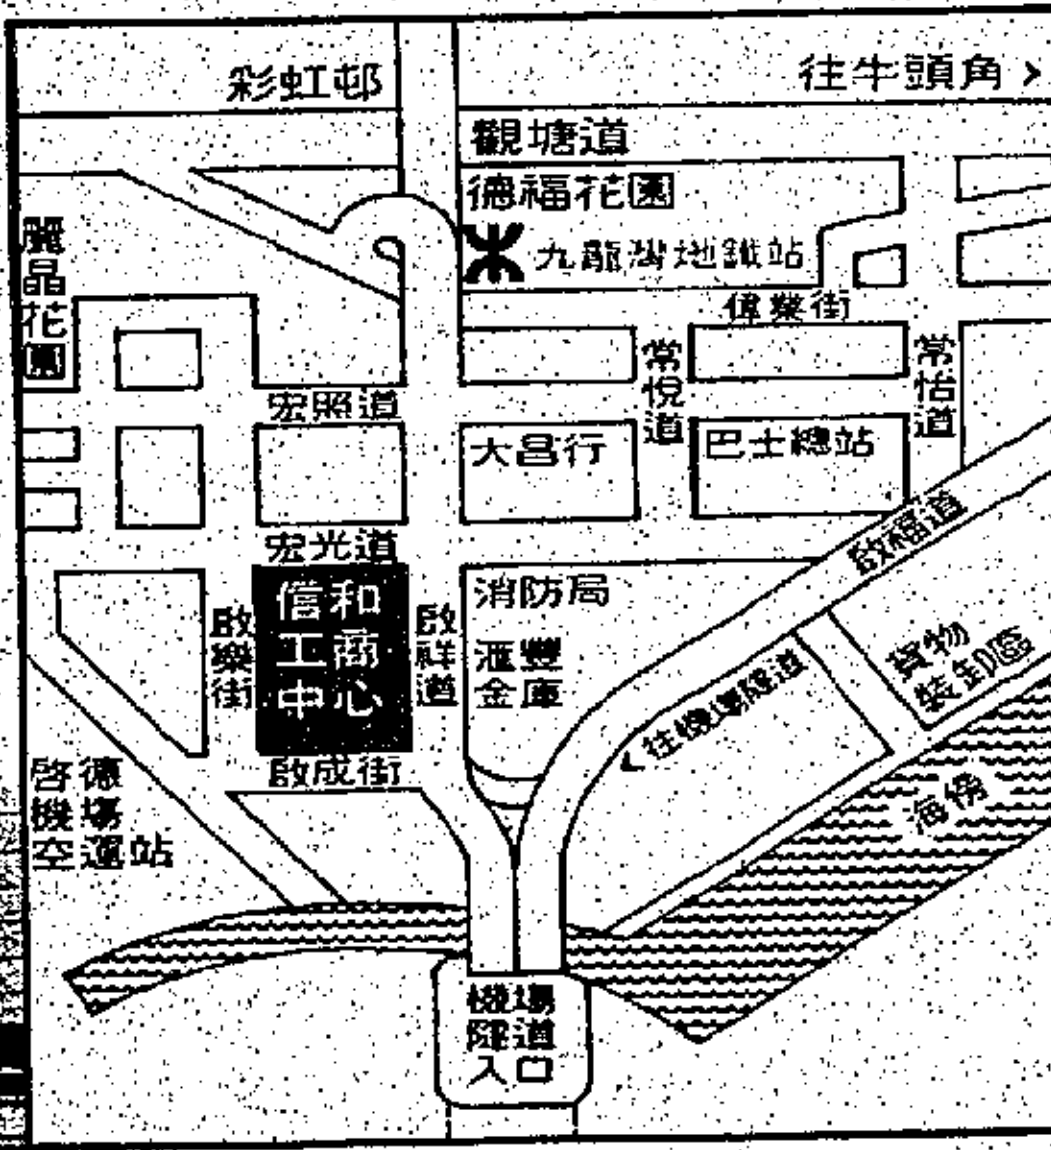 彩虹邨
往牛頭角 >
觀塘道
德福花園
九龍灣地鐵站
麗晶花園
偉業街
常悅道
常怡道
宏照道
大昌行
巴士總站
宏光道
啟福道
信和
工商
中心
消防局
啟樂街
啟祥道
滙豐
金庫
貨物
裝卸區
往機場隧道
啟成街
啓德
機場
空運站
海傍
機場
隧道
入口